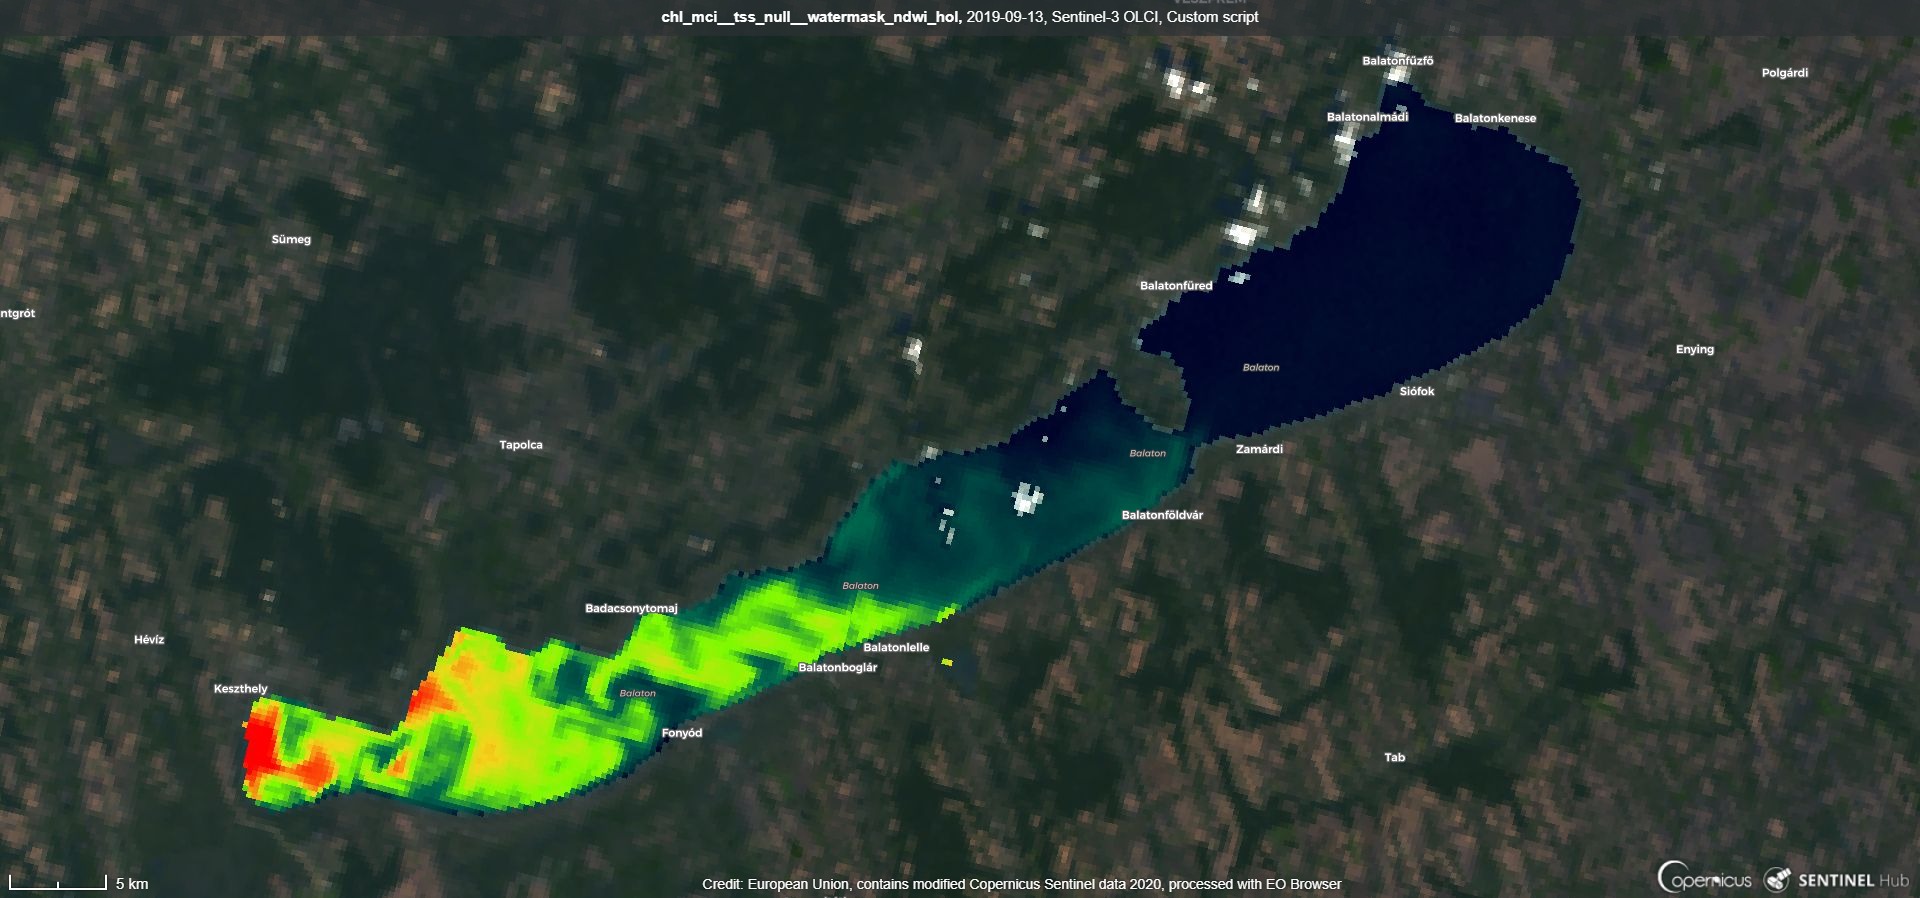 VESZPRÉM
chl_mci__tss_null__watermask_ndwi_hol, 2019-09-13, Sentinel-3 OLCI, Custom script
Balatonfűzfő
Polgárdi
Balatonalmádi
Balatonkenese
Sümeg
Balatonfüred
ntgrót
Enying
Balaton
Siófok
Tapolca
Balaton
Zamárdi
Balatonföldvár
Balaton
Badacsonytomaj
Hévíz
Balatonlelle
Balatonboglár
Keszthely
Balaton
Fonyód
Tab
5 km
Credit: European Union, contains modified Copernicus Sentinel data 2020, processed with EO Browser
opernicus
SENTINEL Hub